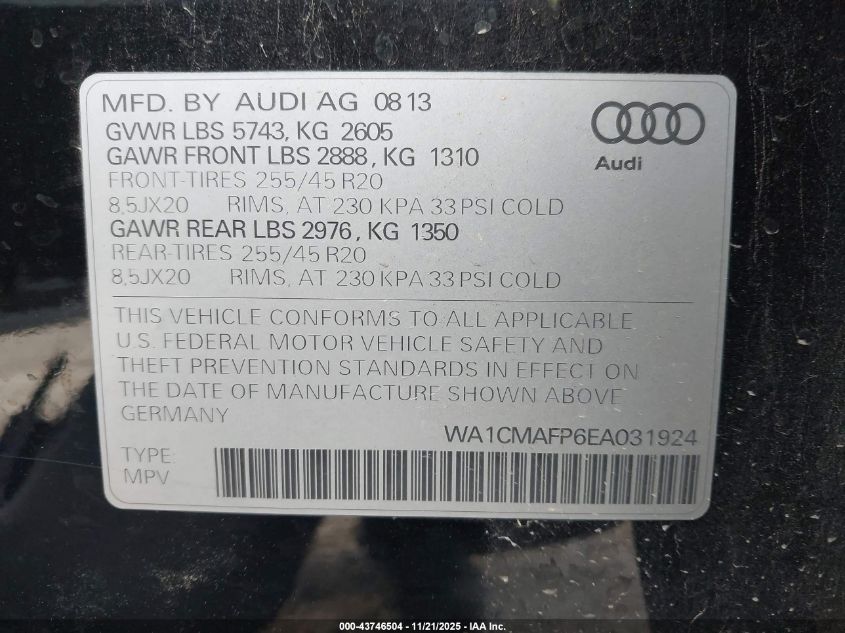 MFD. BY AUDI AG 0813
GVWR LBS 5743, KG 2605
GAWR FRONT LBS 2888, KG 1310
FRONT-TIRES 255/45 R20
8,5JX20 RIMS, AT 230 KPA 33 PSI COLD
GAWR REAR LBS 2976, KG 1350
REAR-TIRES 255/45 R20
8,5JX20 RIMS, AT 230 KPA 33 PSI COLD
Audi
THIS VEHICLE CONFORMS TO ALL APPLICABLE
U.S. FEDERAL MOTOR VEHICLE SAFETY AND
THEFT PREVENTION STANDARDS IN EFFECT ON
THE DATE OF MANUFACTURE SHOWN ABOVE
GERMANY
WA1CMAFP6EA031924
TYPE:
MPV
000-43746504 - 11/21/2025 - IAA Inc.